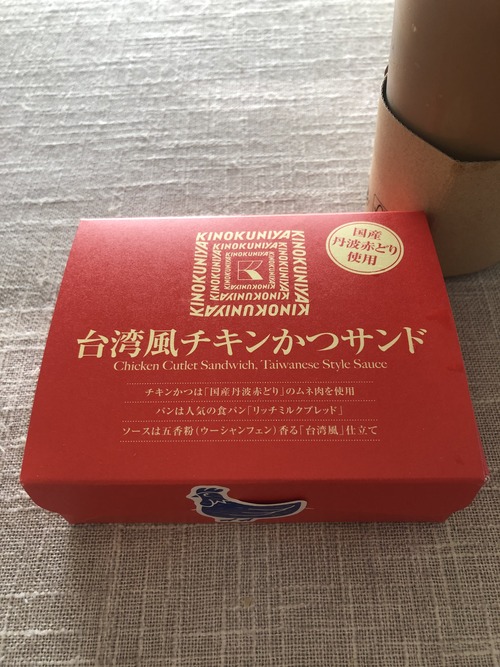 KINOKUNIYA
国産
丹波赤どり
使用
台湾風チキンかつサンド
Chicken Cutlet Sandwich, Taiwanese Style Sauce
チキンかつは「国産丹波赤どり」のムネ肉を使用
パンは人気の食パン「リッチミルクブレッド」
ソースは五香粉(ウーシャンフェン)香る「台湾風」仕立て